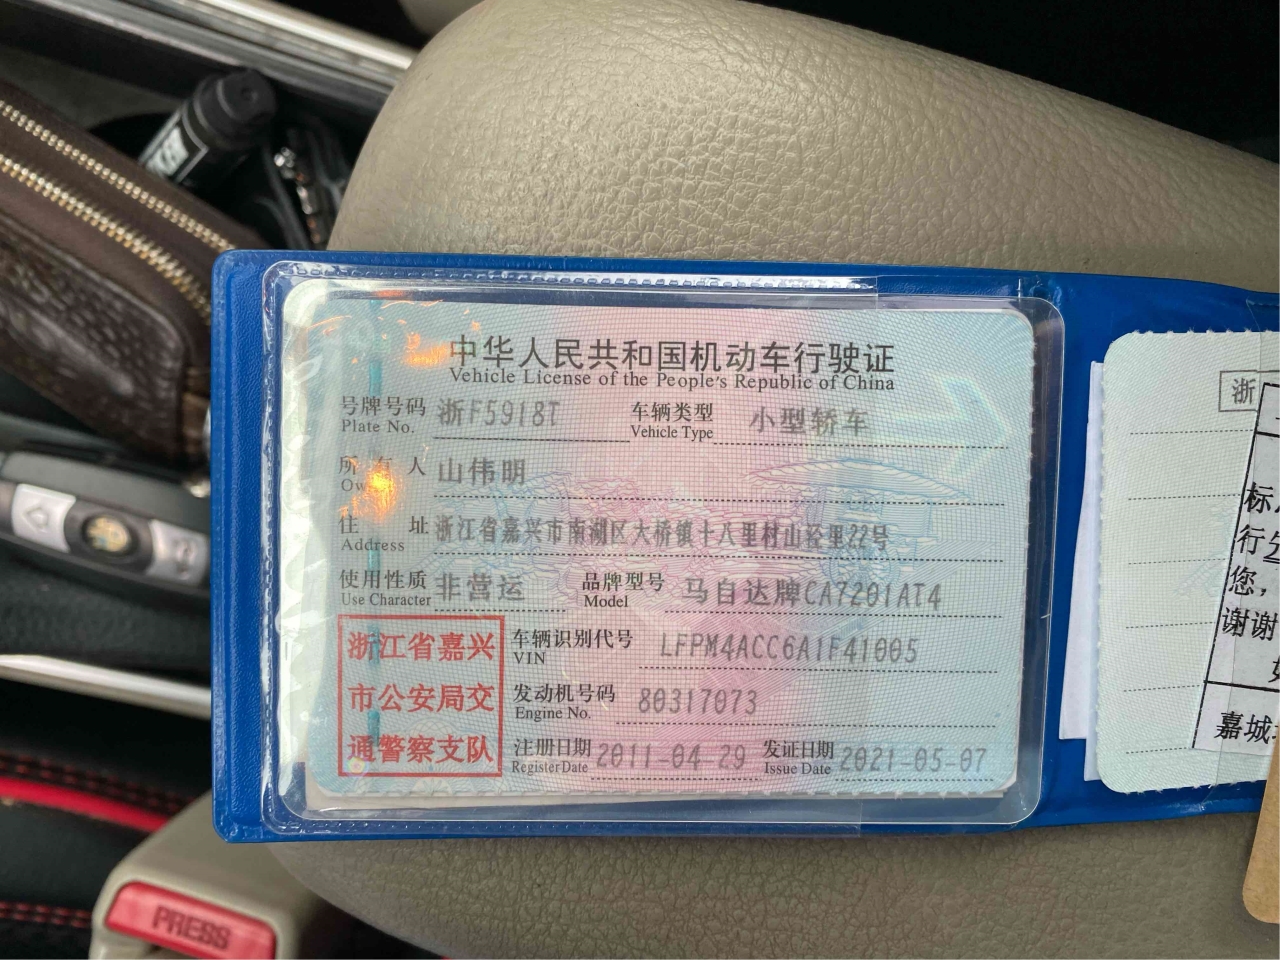 中华人民共和国机动车行驶证
Vehicle License of the People's Republic of China
号牌号码 浙F5918T 车辆类型 小型轿车
Plate No. Vehicle Type
所有人 山伟明
住址 浙江省嘉兴市南湖区大桥镇十八里村山泾里22号
Address
使用性质 非营运 品牌型号 马自达牌CA7201AT4
Use Character Model
浙江省嘉兴
市公安局交
通警察支队
车辆识别代号 LFPM4ACC6A1F41005
VIN
发动机号码 80317073
Engine No.
注册日期 2011-04-29 发证日期 2021-05-07
Register Date Issue Date
浙
标
行
您，
谢谢
嘉城
PRESS